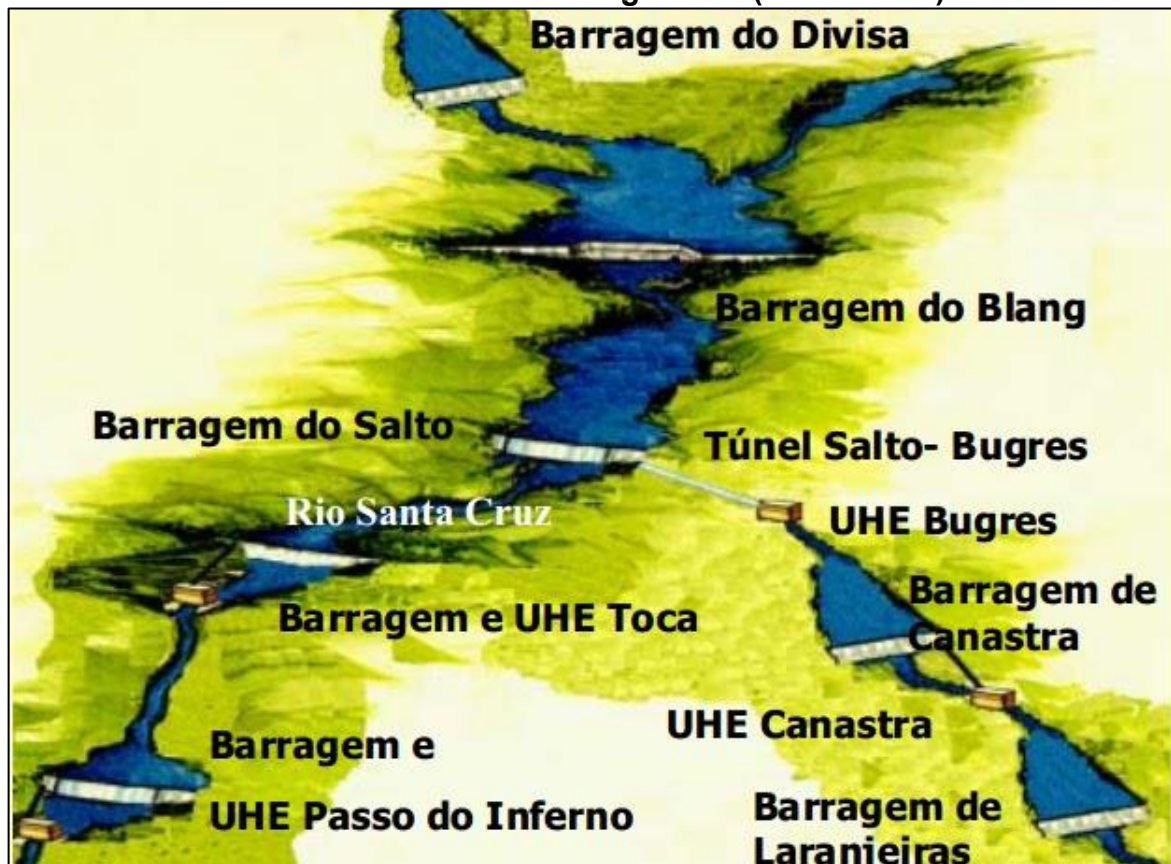 Barragem do Divisa
Barragem do Blang
Barragem do Salto
Túnel Salto- Bugres
Rio Santa Cruz
UHE Bugres
Barragem de
Canastra
Barragem e UHE Toca
UHE Canastra
Barragem e
UHE Passo do Inferno
Barragem de
Laranjeiras